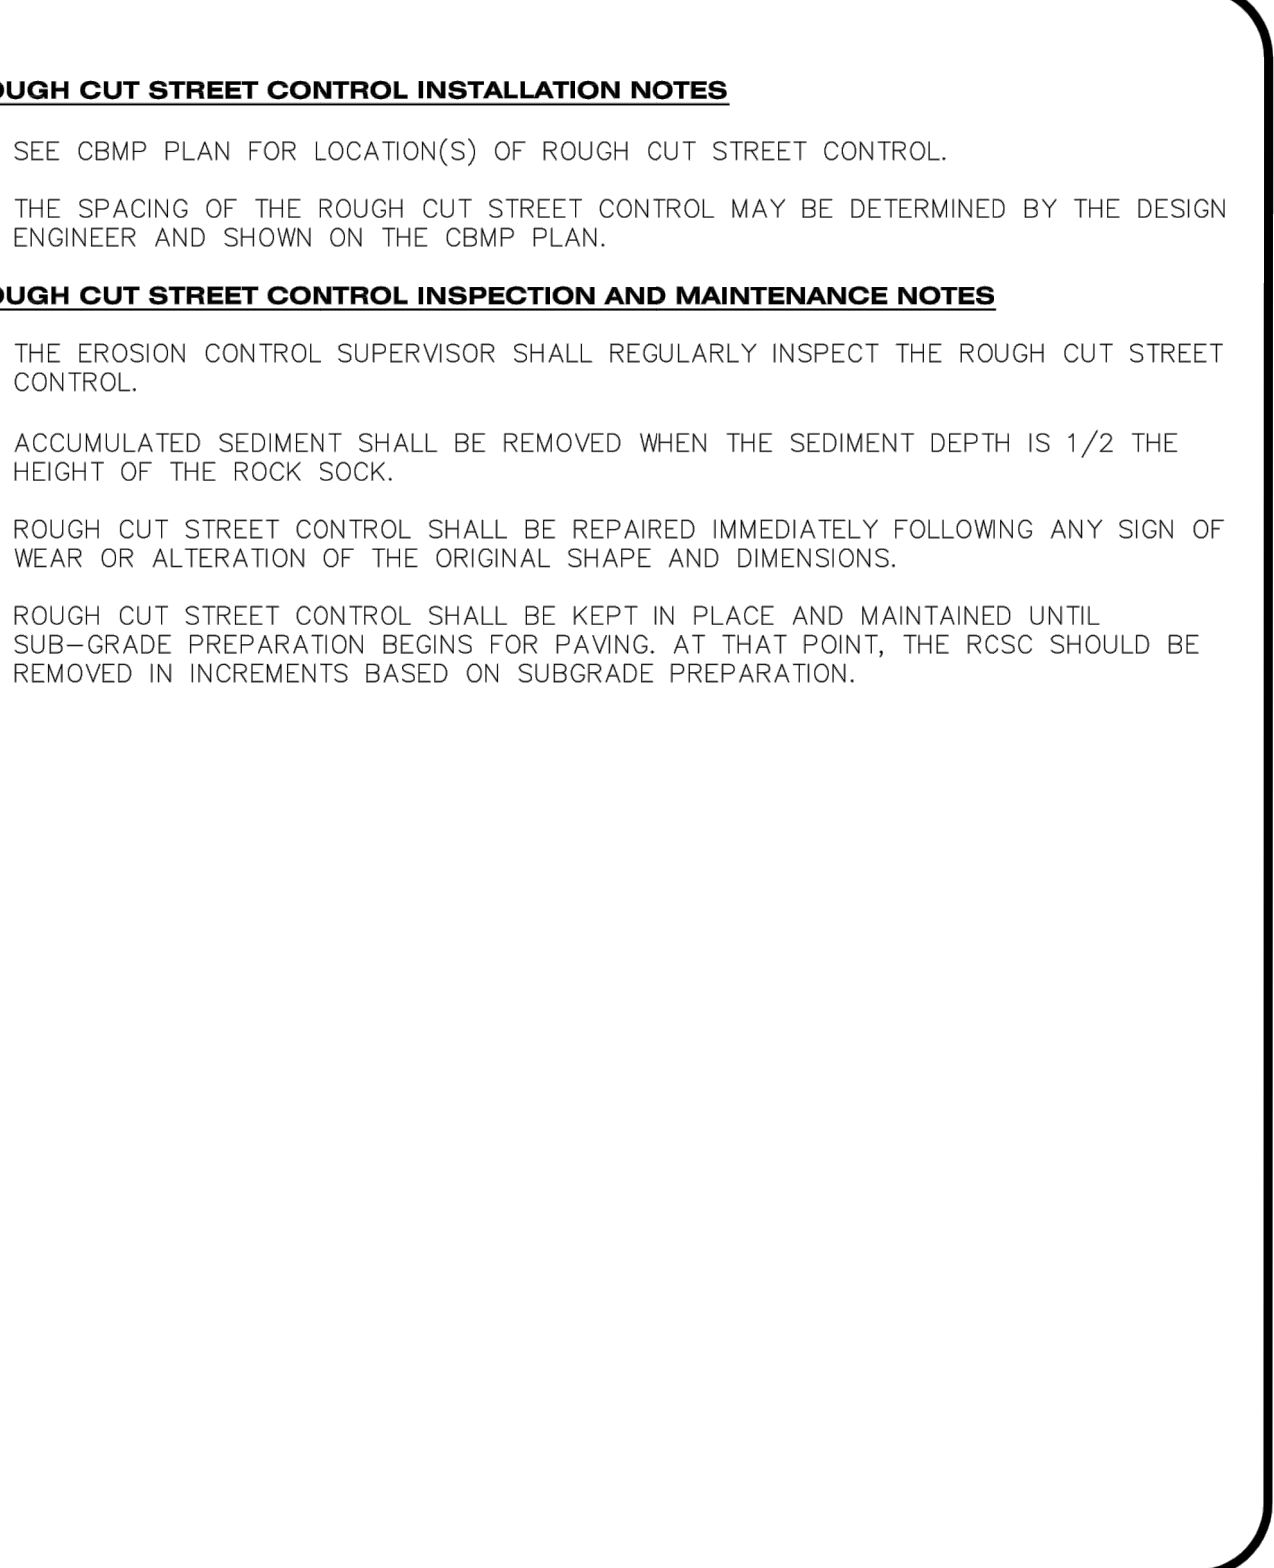 OUGH CUT STREET CONTROL INSTALLATION NOTES
SEE CBMP PLAN FOR LOCATION(S) OF ROUGH CUT STREET CONTROL.
THE SPACING OF THE ROUGH CUT STREET CONTROL MAY BE DETERMINED BY THE DESIGN
ENGINEER AND SHOWN ON THE CBMP PLAN.
OUGH CUT STREET CONTROL INSPECTION AND MAINTENANCE NOTES
THE EROSION CONTROL SUPERVISOR SHALL REGULARLY INSPECT THE ROUGH CUT STREET
CONTROL.
ACCUMULATED SEDIMENT SHALL BE REMOVED WHEN THE SEDIMENT DEPTH IS 1/2 THE
HEIGHT OF THE ROCK SOCK.
ROUGH CUT STREET CONTROL SHALL BE REPAIRED IMMEDIATELY FOLLOWING ANY SIGN OF
WEAR OR ALTERATION OF THE ORIGINAL SHAPE AND DIMENSIONS.
ROUGH CUT STREET CONTROL SHALL BE KEPT IN PLACE AND MAINTAINED UNTIL
SUB-GRADE PREPARATION BEGINS FOR PAVING. AT THAT POINT, THE RCSC SHOULD BE
REMOVED IN INCREMENTS BASED ON SUBGRADE PREPARATION.